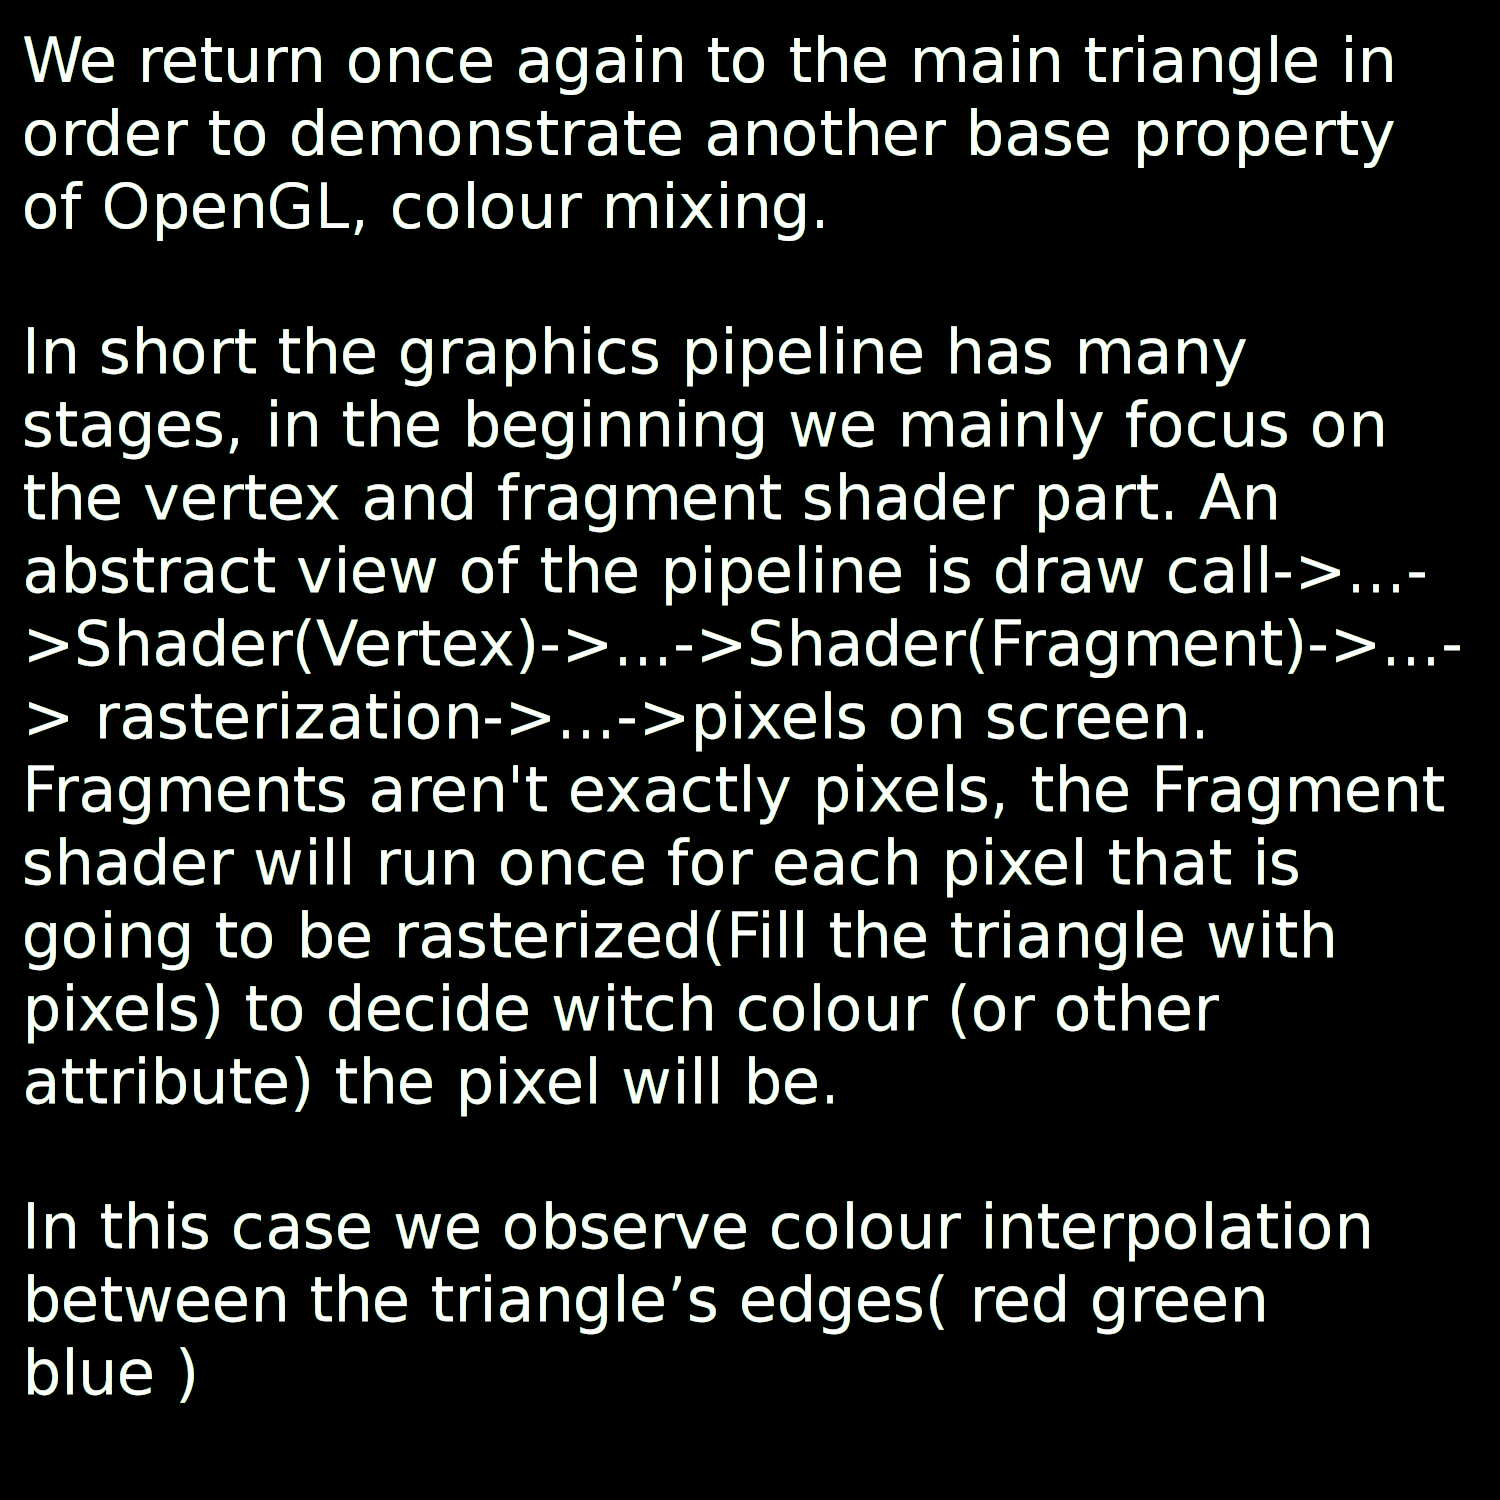 We return once again to the main triangle in
order to demonstrate another base property
of OpenGL, colour mixing.
In short the graphics pipeline has many
stages, in the beginning we mainly focus on
the vertex and fragment shader part. An
abstract view of the pipeline is draw call->...-
>Shader(Vertex)->...->Shader(Fragment)->...-
> rasterization->...->pixels on screen.
Fragments aren't exactly pixels, the Fragment
shader will run once for each pixel that is
going to be rasterized(Fill the triangle with
pixels) to decide witch colour (or other
attribute) the pixel will be.
In this case we observe colour interpolation
between the triangle’s edges( red green
blue )